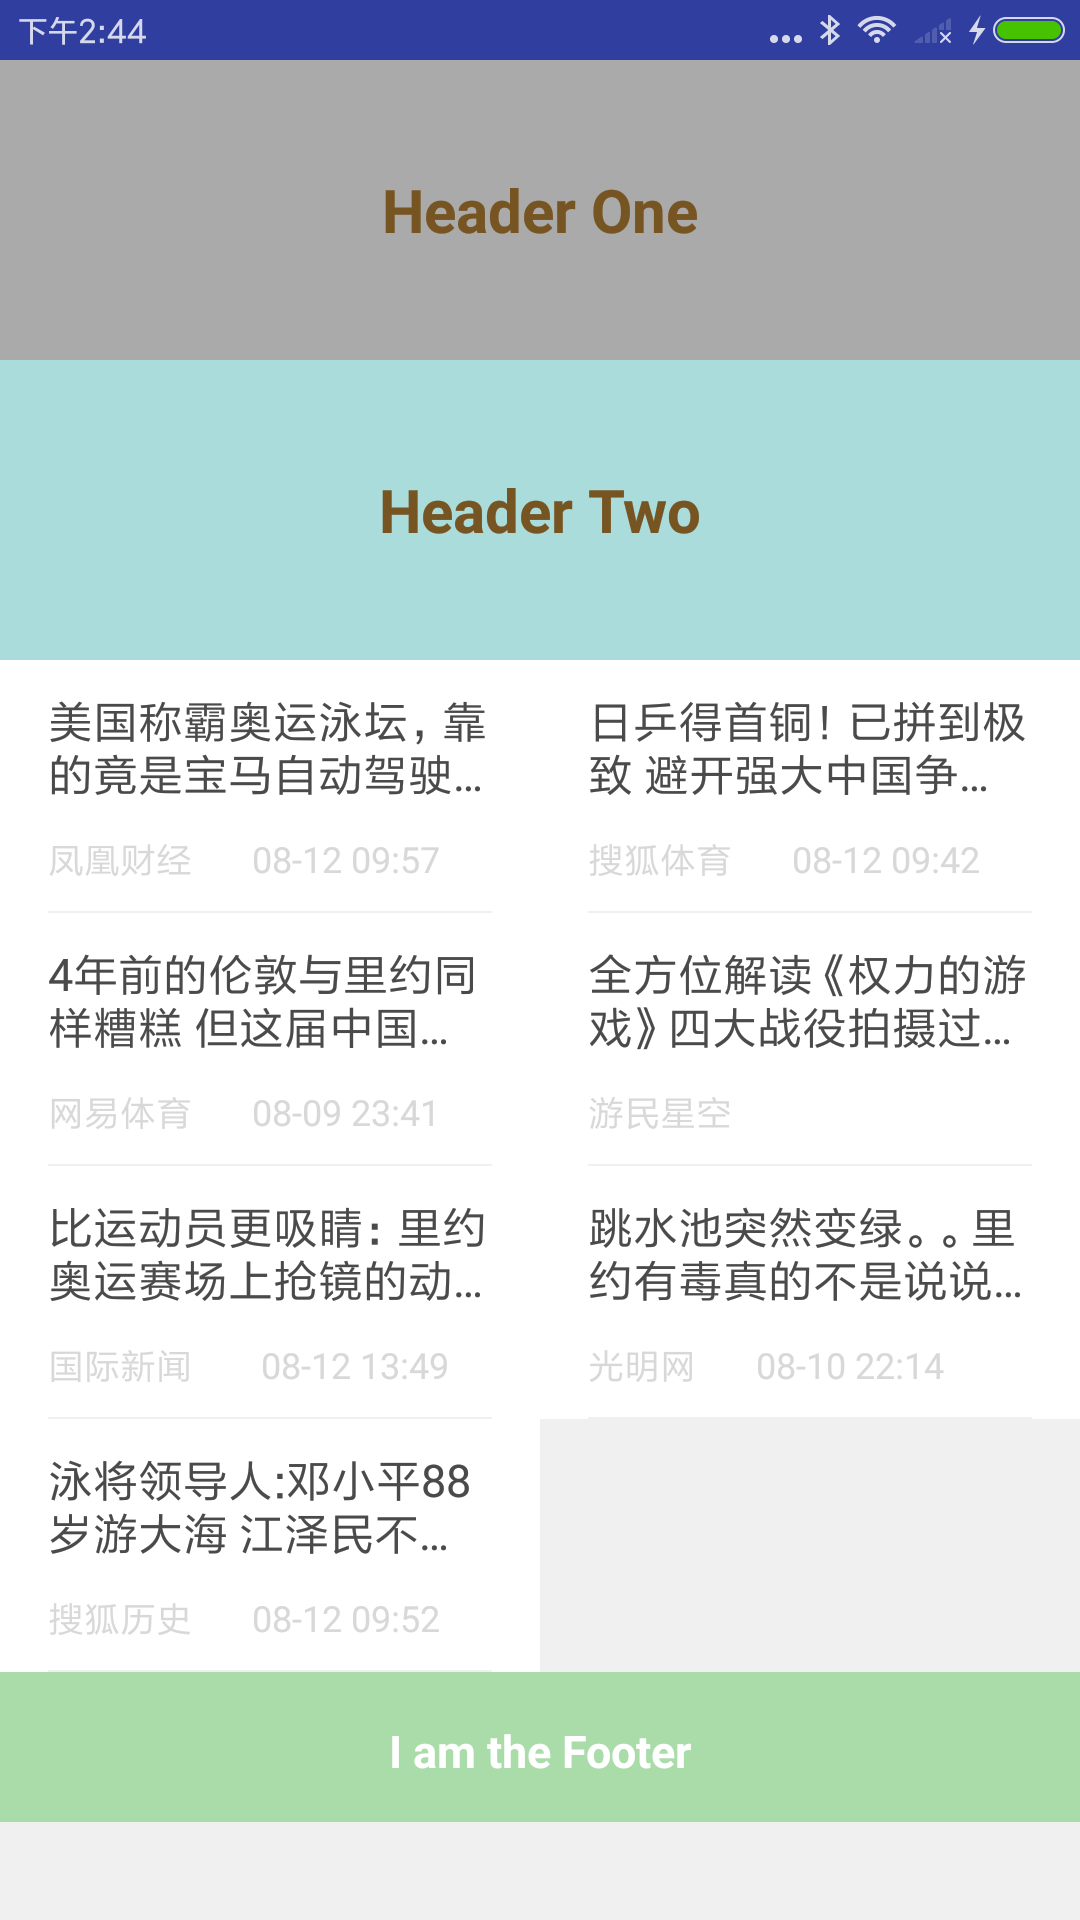 下午2:44
Header One
Header Two
美国称霸奥运泳坛，靠
的竟是宝马自动驾驶...
凤凰财经 08-12 09:57
日乒得首铜！已拼到极
致 避开强大中国争...
搜狐体育 08-12 09:42
4年前的伦敦与里约同
样糟糕 但这届中国...
网易体育 08-09 23:41
全方位解读《权力的游
戏》四大战役拍摄过...
游民星空
比运动员更吸睛：里约
奥运赛场上抢镜的动...
国际新闻 08-12 13:49
跳水池突然变绿。。里
约有毒真的不是说说...
光明网 08-10 22:14
泳将领导人:邓小平88
岁游大海 江泽民不...
搜狐历史 08-12 09:52
I am the Footer